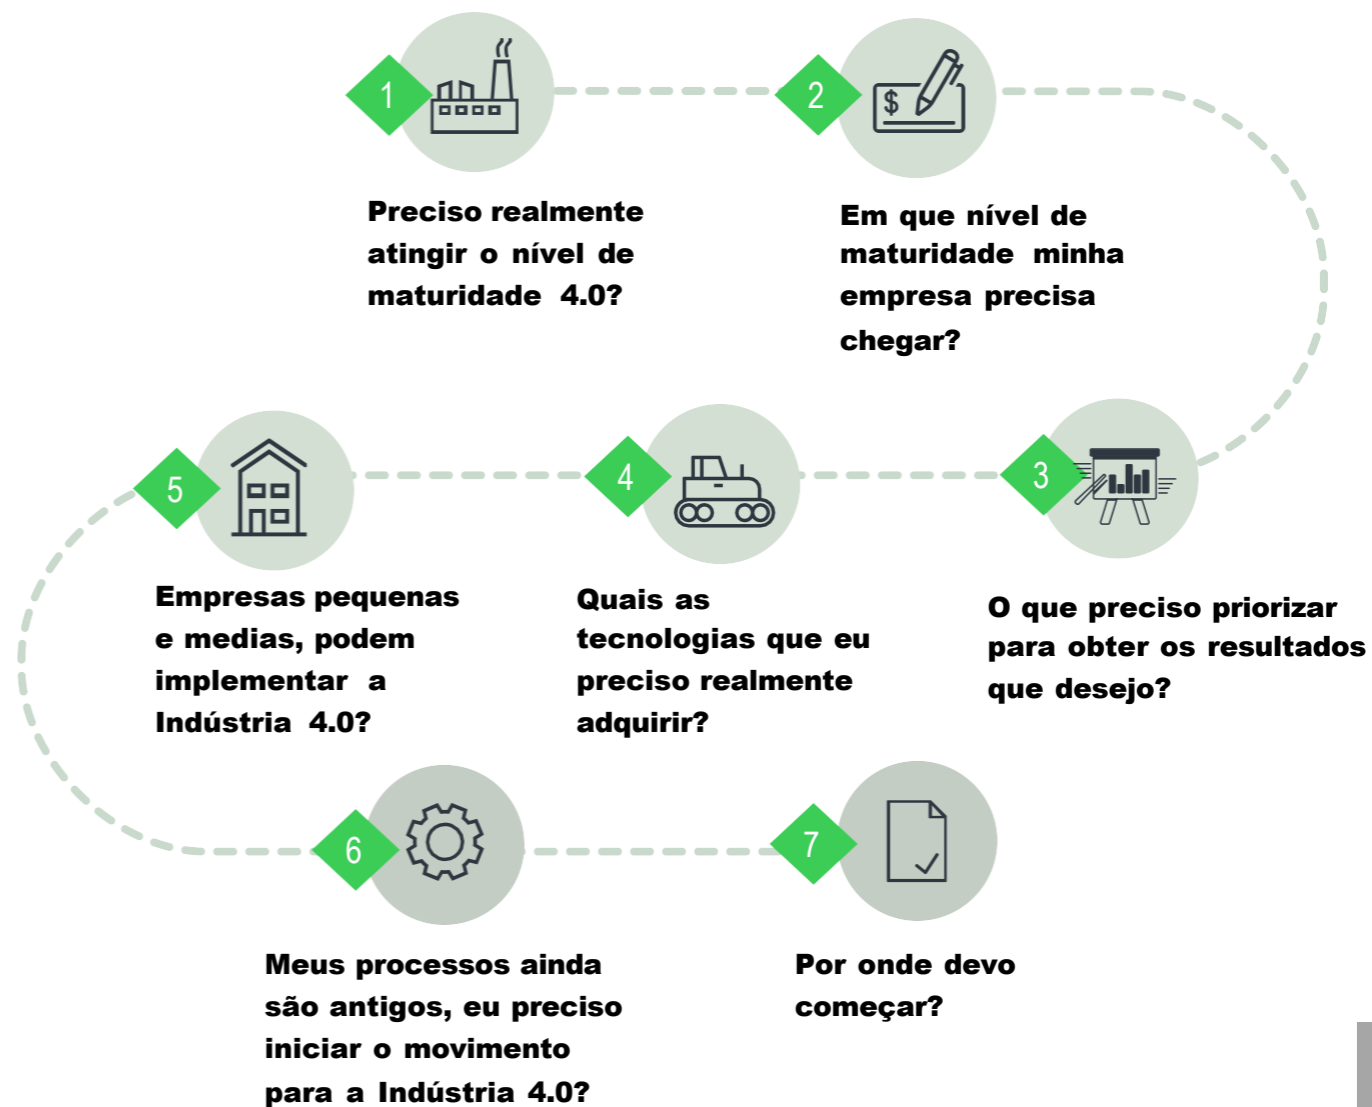 1
Preciso realmente
atingir o nível de
maturidade 4.0?
2
$
Em que nível de
maturidade minha
empresa precisa
chegar?
3
O que preciso priorizar
para obter os resultados
que desejo?
4
Quais as
tecnologias que eu
preciso realmente
adquirir?
5
Empresas pequenas
e medias, podem
implementar a
Indústria 4.0?
6
Meus processos ainda
são antigos, eu preciso
iniciar o movimento
para a Indústria 4.0?
7
Por onde devo
começar?